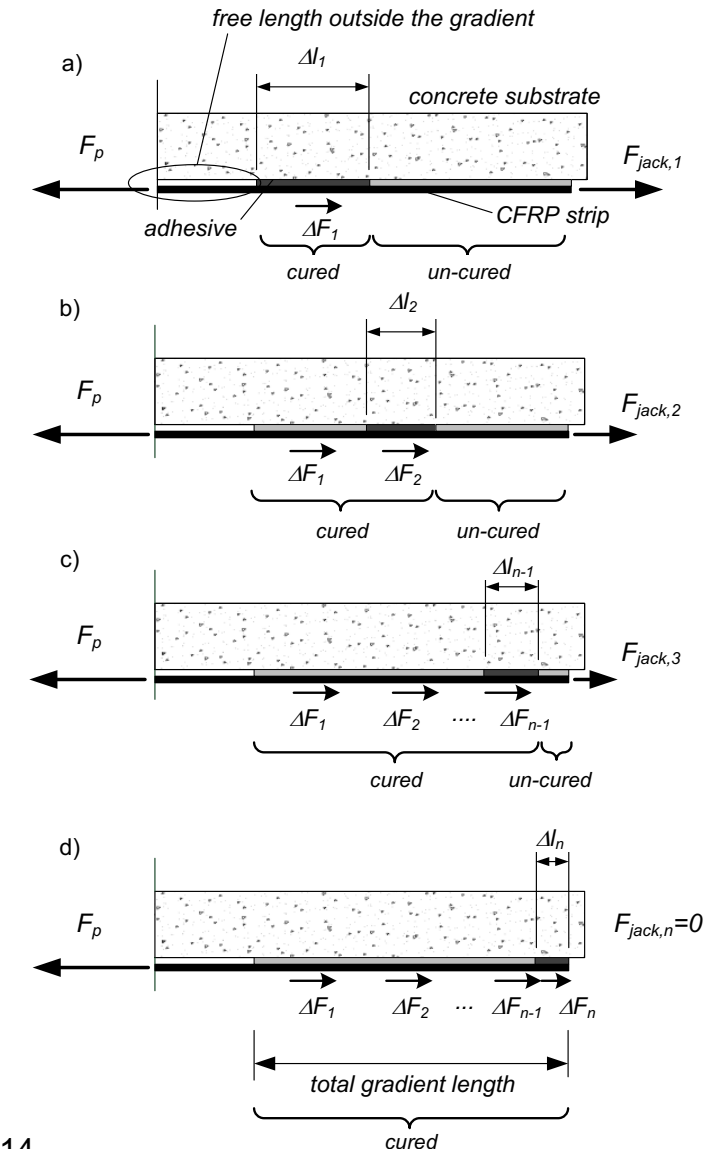 free length outside the gradient
a)
Δl1
concrete substrate
Fp
Fjack,1
adhesive
ΔF1
CFRP strip
cured
un-cured
b)
Δl2
Fp
Fjack,2
ΔF1
ΔF2
cured
un-cured
c)
Δln-1
Fp
Fjack,3
ΔF1
ΔF2
....
ΔFn-1
cured
un-cured
d)
Δln
Fp
Fjack,n=0
ΔF1
ΔF2
...
ΔFn-1
ΔFn
total gradient length
cured
14